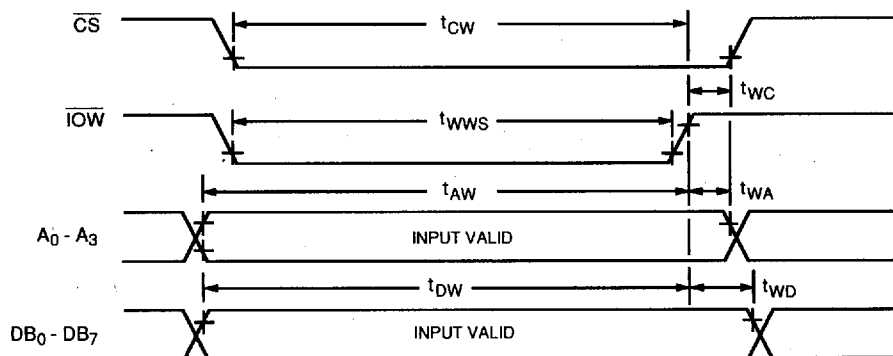 CS tCW
tWC
IOW tWWS
tAW tWA
A0 - A3 INPUT VALID
tDW tWD
DB0 - DB7 INPUT VALID